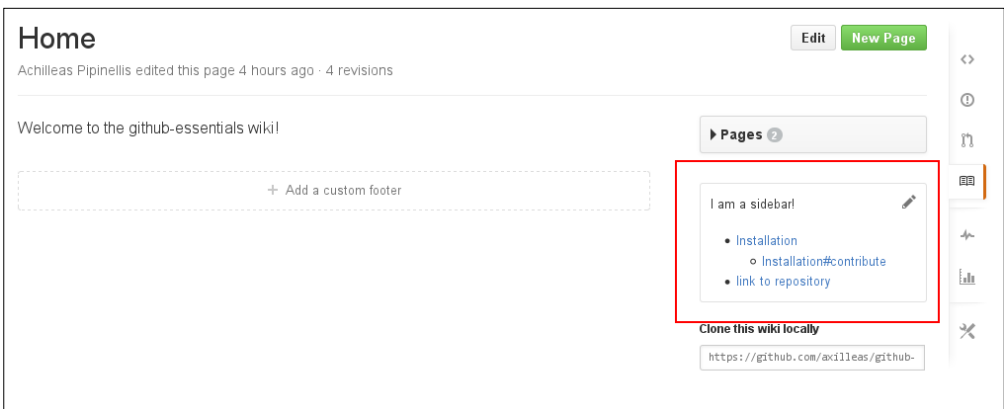 Home
Edit
New Page
Achilleas Pipinellis edited this page 4 hours ago · 4 revisions
Welcome to the github-essentials wiki!
Pages 2
+ Add a custom footer
I am a sidebar!
Installation
Installation#contribute
link to repository
Clone this wiki locally
https://github.com/axilleas/github-